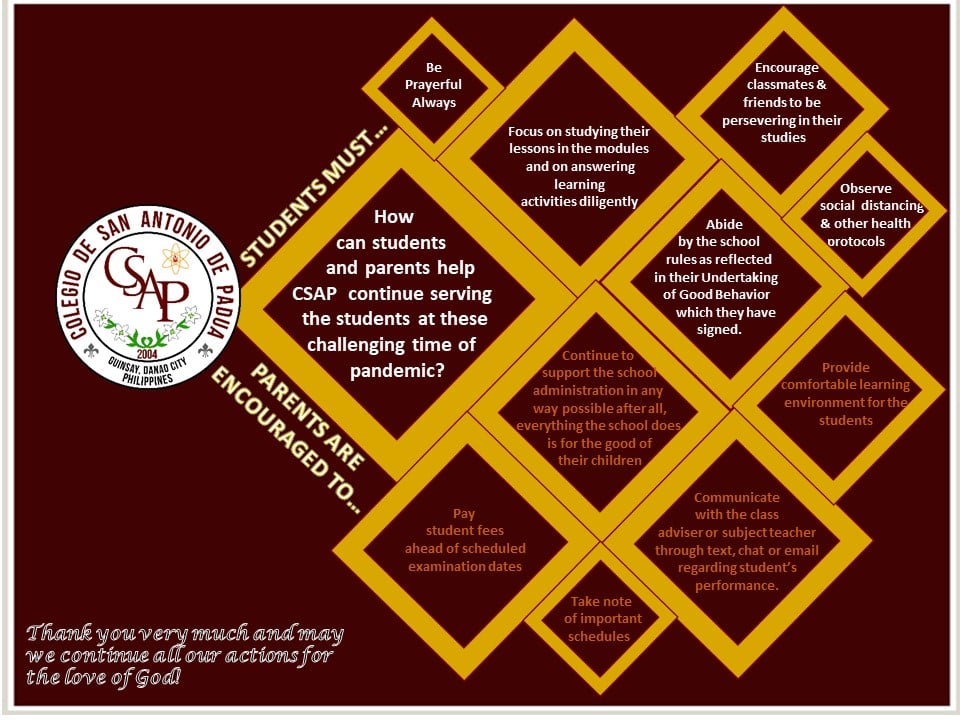 COLEGIO DE SAN ANTONIO DE PADUA
CSAP
2004
GUINSAY, DANAO CITY
PHILIPPINES
How
can students
and parents help
CSAP continue serving
the students at these
challenging time of
pandemic?
STUDENTS MUST...
Be
Prayerful
Always
Focus on studying their
lessons in the modules
and on answering
learning
activities diligently
Encourage
classmates &
friends to be
persevering in their
studies
Abide
by the school
rules as reflected
in their Undertaking
of Good Behavior
which they have
signed.
Observe
social distancing
& other health
protocols
PARENTS ARE
ENCOURAGED TO...
Continue to
support the school
administration in any
way possible after all,
everything the school does
is for the good of
their children
Provide
comfortable learning
environment for the
students
Pay
student fees
ahead of scheduled
examination dates
Communicate
with the class
adviser or subject teacher
through text, chat or email
regarding student's
performance.
Take note
of important
schedules
Thank you very much and may
we continue all our actions for
the love of God!